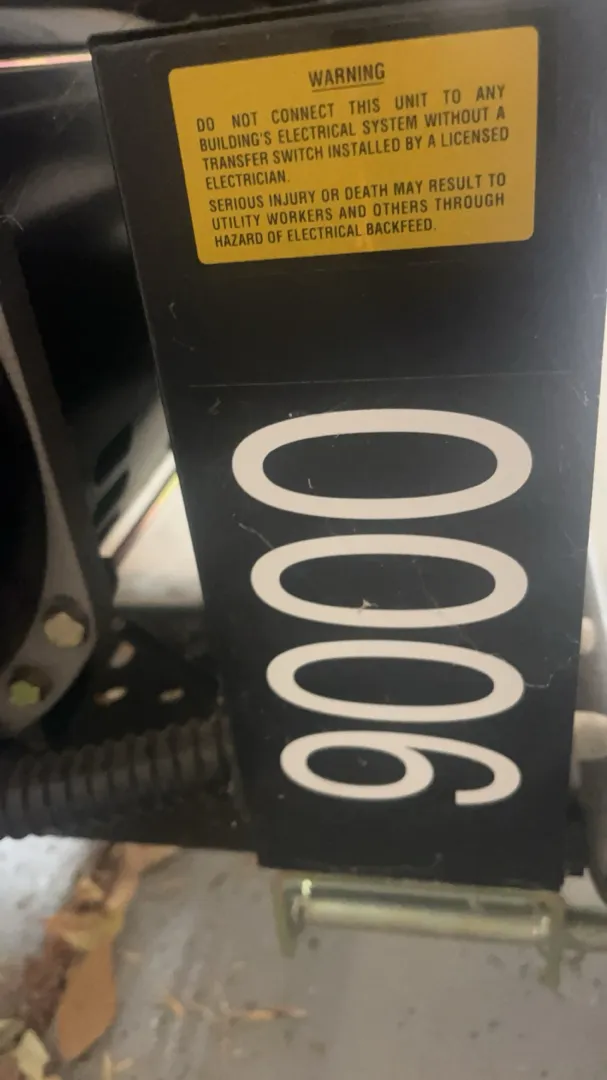 WARNING
DO NOT CONNECT THIS UNIT TO ANY
BUILDING'S ELECTRICAL SYSTEM WITHOUT A
TRANSFER SWITCH INSTALLED BY A LICENSED
ELECTRICIAN.
SERIOUS INJURY OR DEATH MAY RESULT TO
UTILITY WORKERS AND OTHERS THROUGH
HAZARD OF ELECTRICAL BACKFEED.
9000